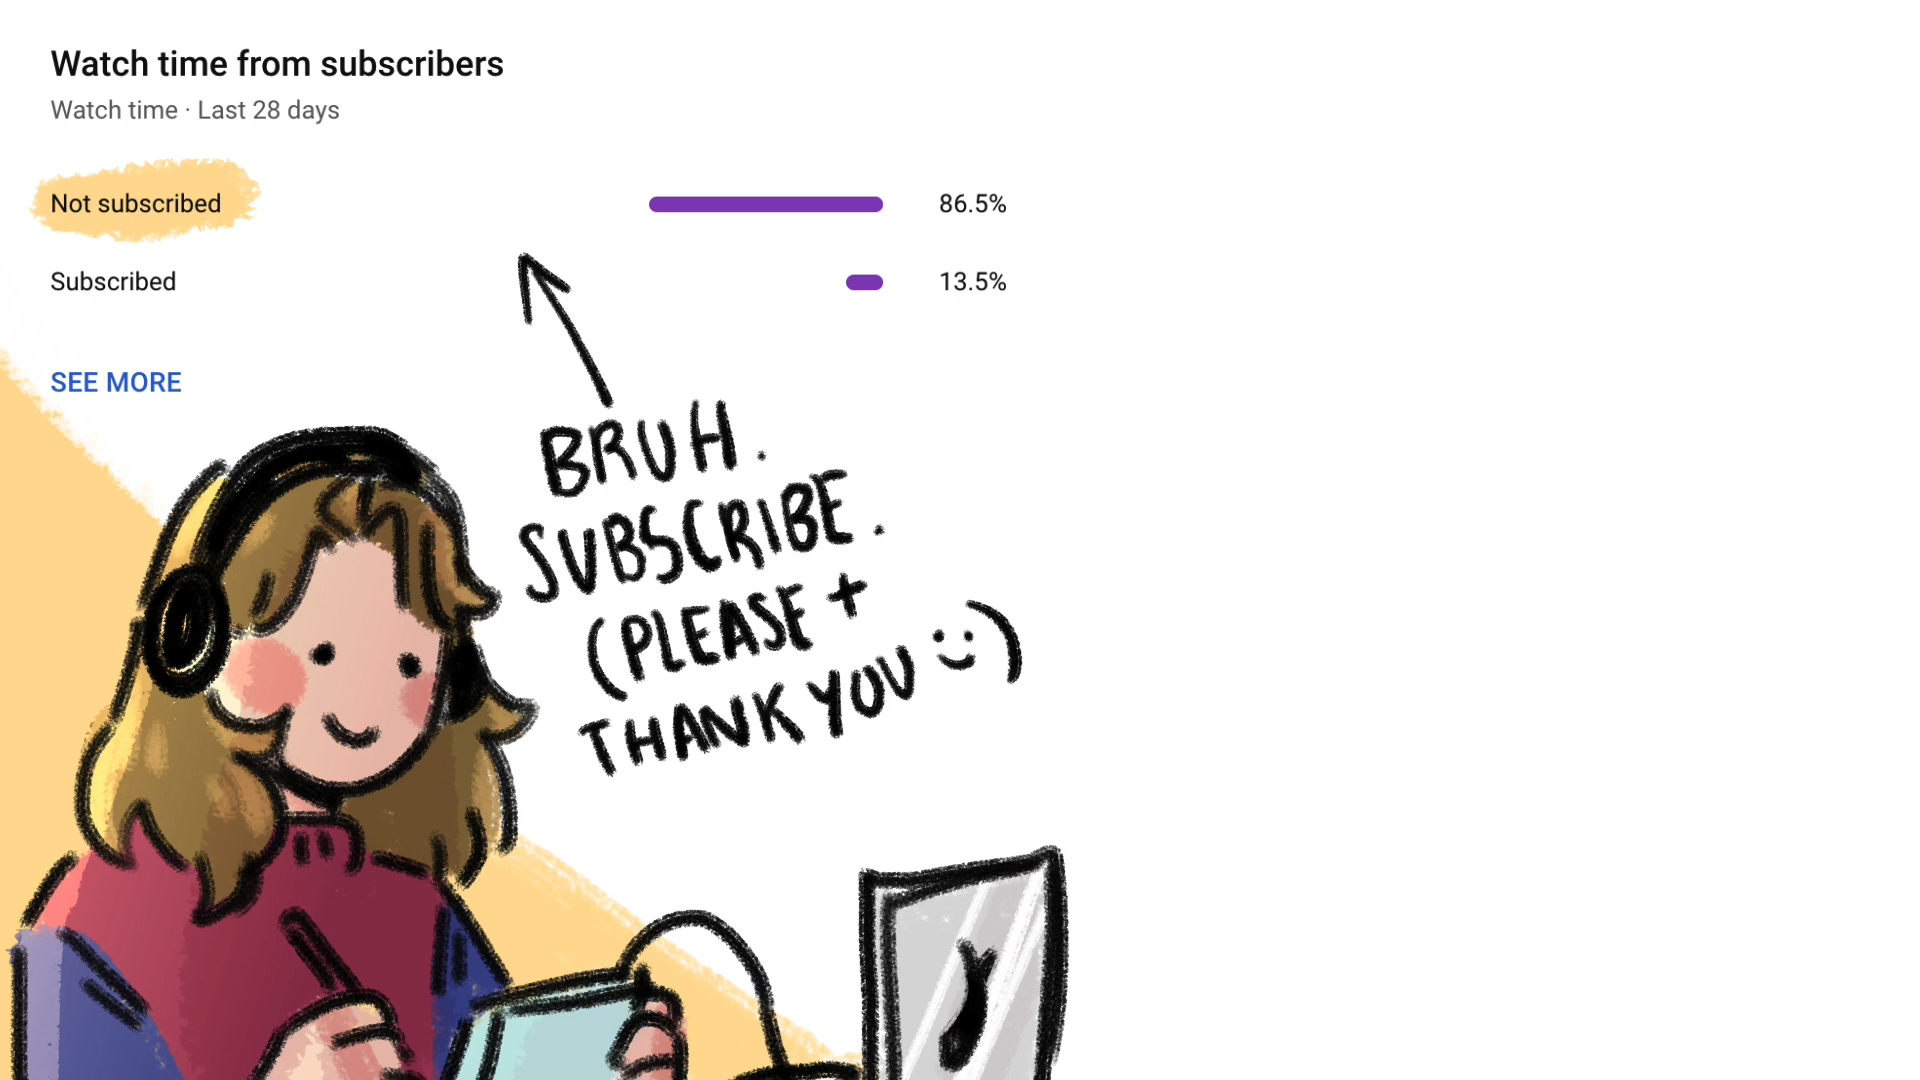 Watch time from subscribers
Watch time · Last 28 days
Not subscribed 86.5%
Subscribed 13.5%
SEE MORE
BRUH.
SUBSCRIBE.
(PLEASE +
THANK YOU :))